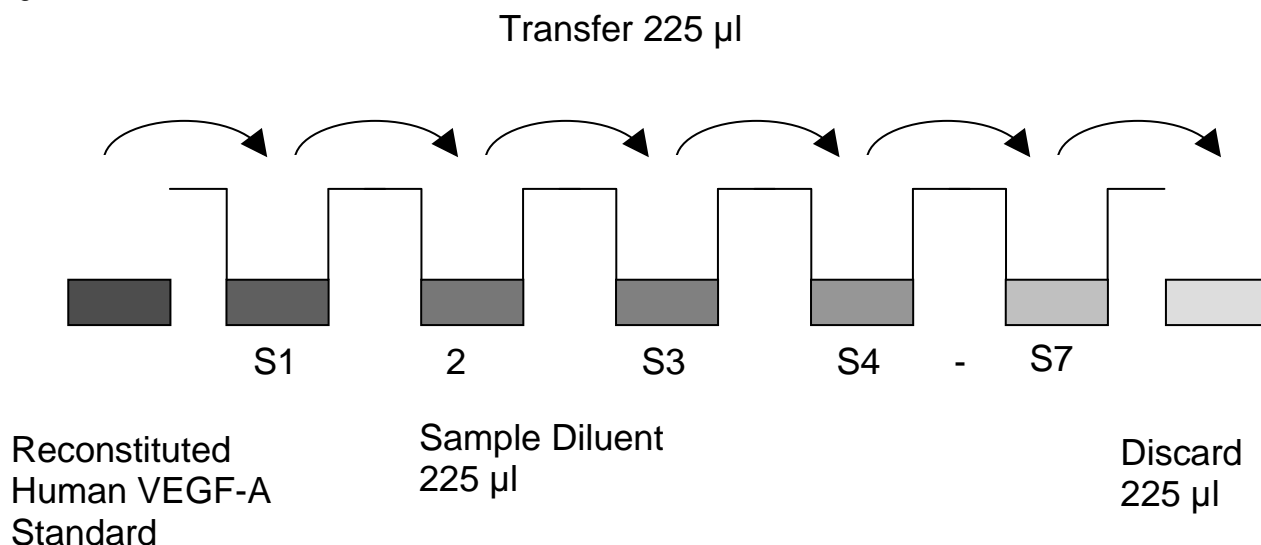 Transfer 225 µl
S1 2 S3 S4 - S7
Reconstituted
Human VEGF-A
Standard
Sample Diluent
225 µl
Discard
225 µl